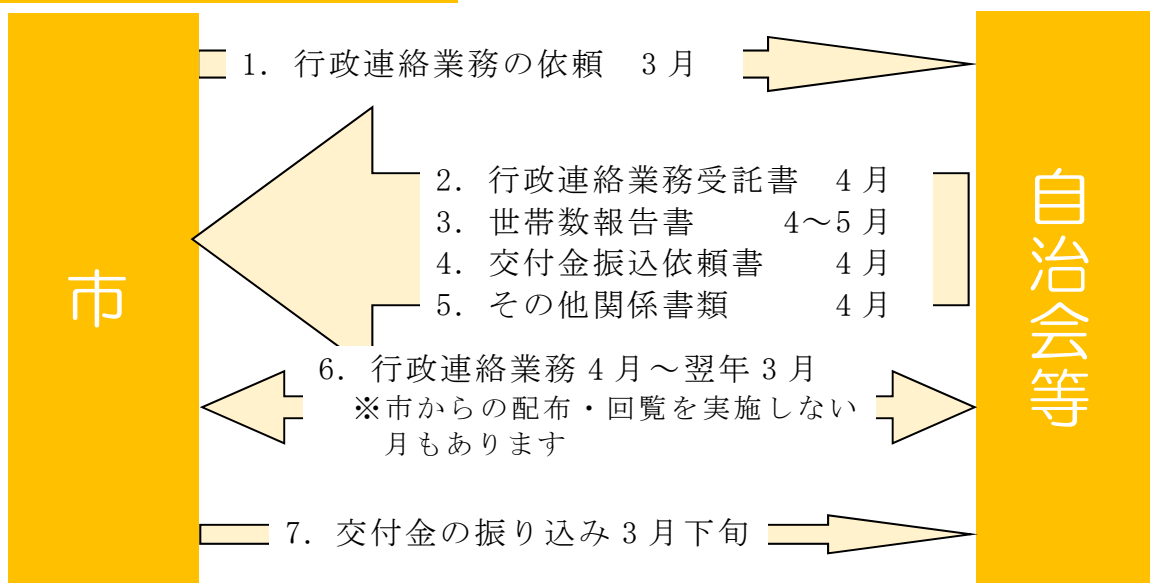 市
1. 行政連絡業務の依頼　3月
2. 行政連絡業務受託書　4月
3. 世帯数報告書　4～5月
4. 交付金振込依頼書　4月
5. その他関係書類　4月
6. 行政連絡業務4月～翌年3月
※市からの配布・回覧を実施しない
月もあります
7. 交付金の振り込み3月下旬
自治会等